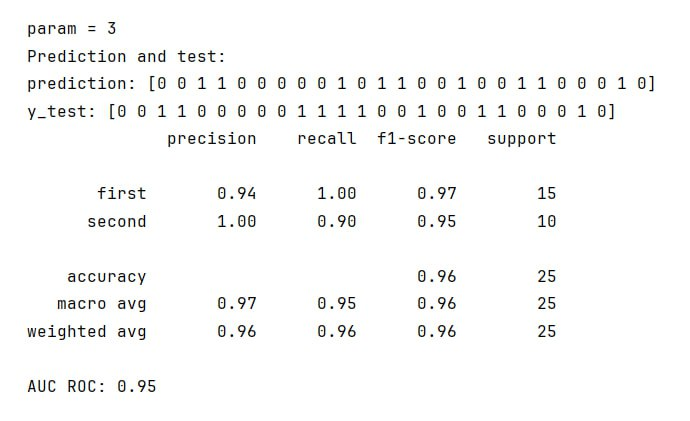 param = 3
Prediction and test:
prediction: [0 0 1 1 0 0 0 0 0 1 0 1 1 0 0 1 0 0 1 1 0 0 0 1 0]
y_test: [0 0 1 1 0 0 0 0 0 1 1 1 1 0 0 1 0 0 1 1 0 0 0 1 0]
precision recall f1-score support
first 0.94 1.00 0.97 15
second 1.00 0.90 0.95 10
accuracy 0.96 25
macro avg 0.97 0.95 0.96 25
weighted avg 0.96 0.96 0.96 25
AUC ROC: 0.95